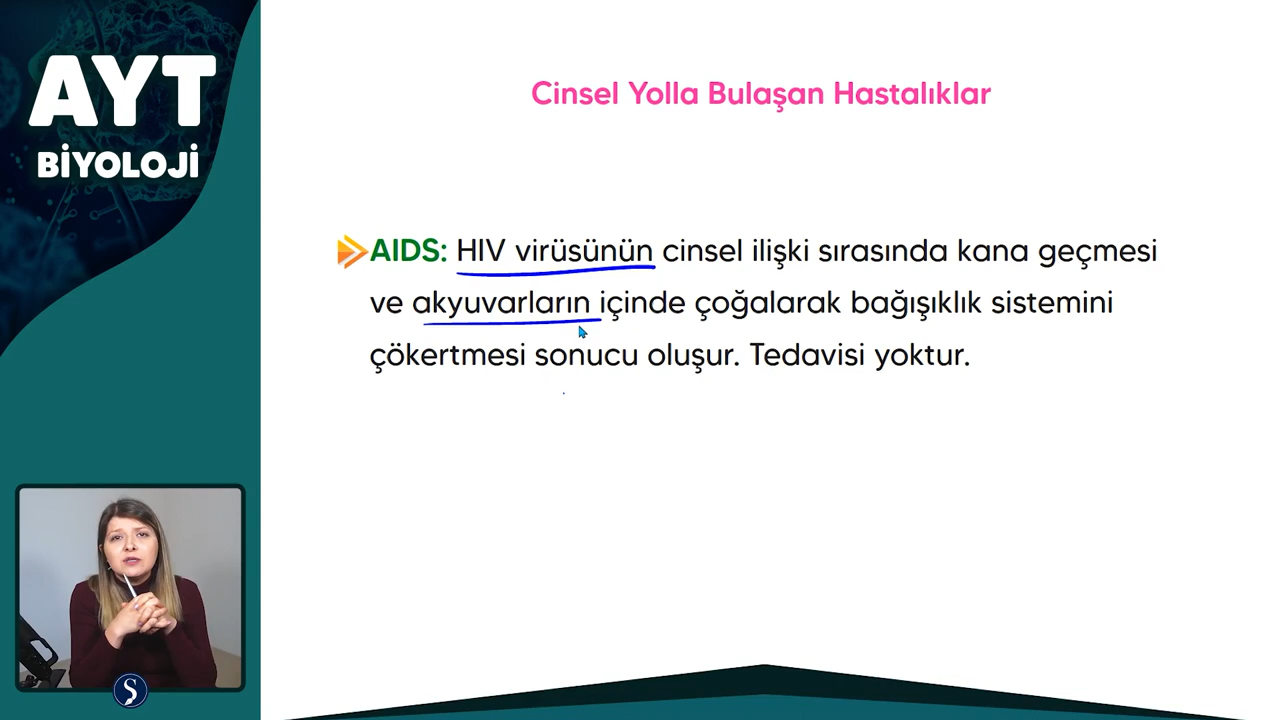 AYT
BİYOLOJİ
Cinsel Yolla Bulaşan Hastalıklar
AIDS: HIV virüsünün cinsel ilişki sırasında kana geçmesi
ve akyuvarların içinde çoğalarak bağışıklık sistemini
çökertmesi sonucu oluşur. Tedavisi yoktur.
Ş